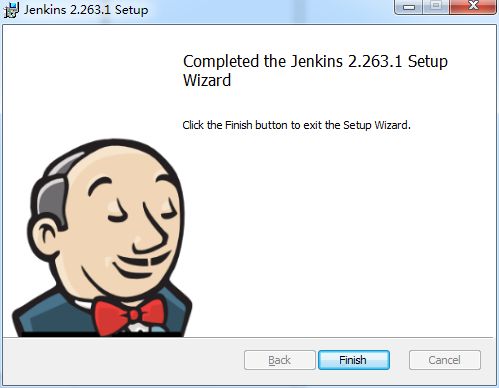 Jenkins 2.263.1 Setup
Completed the Jenkins 2.263.1 Setup
Wizard
Click the Finish button to exit the Setup Wizard.
Back
Finish
Cancel